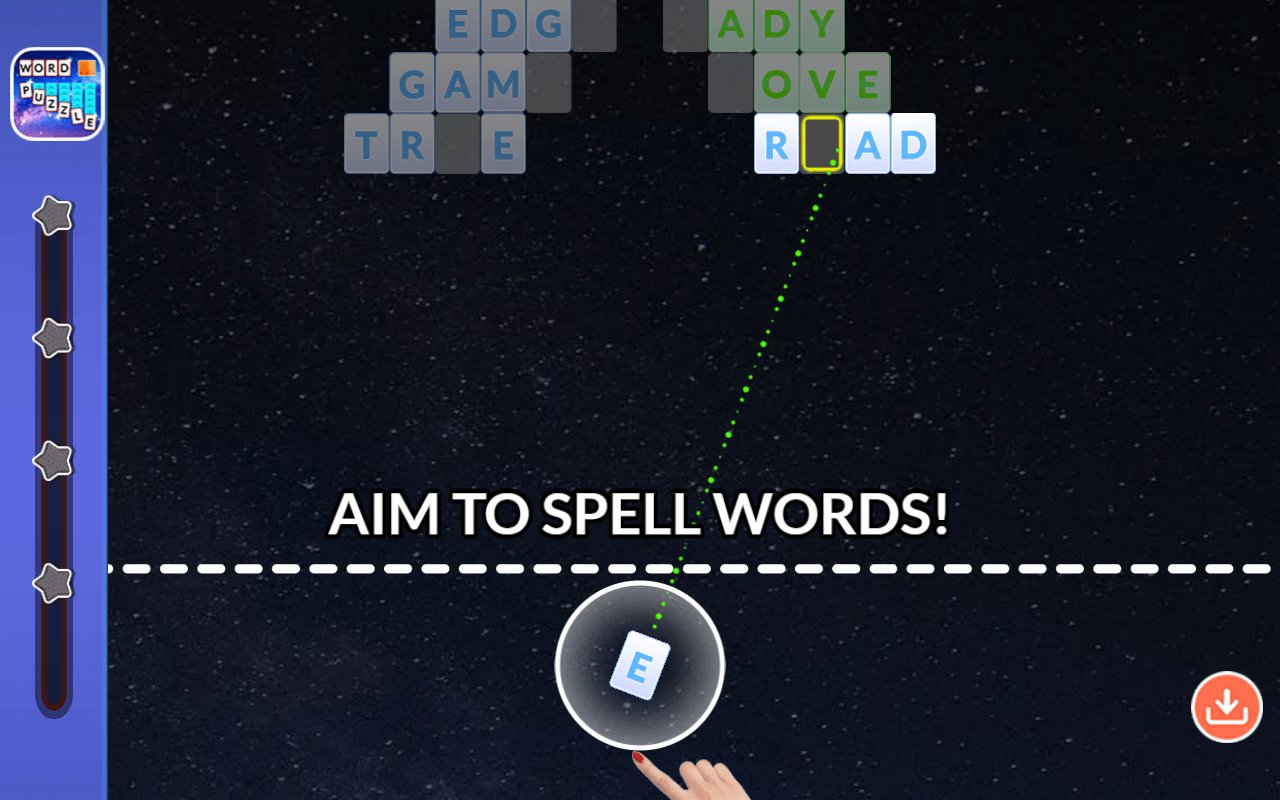 EDG ADY
GAM OVE
TR E R AD
WORD
PUZZLE
AIM TO SPELL WORDS!
E